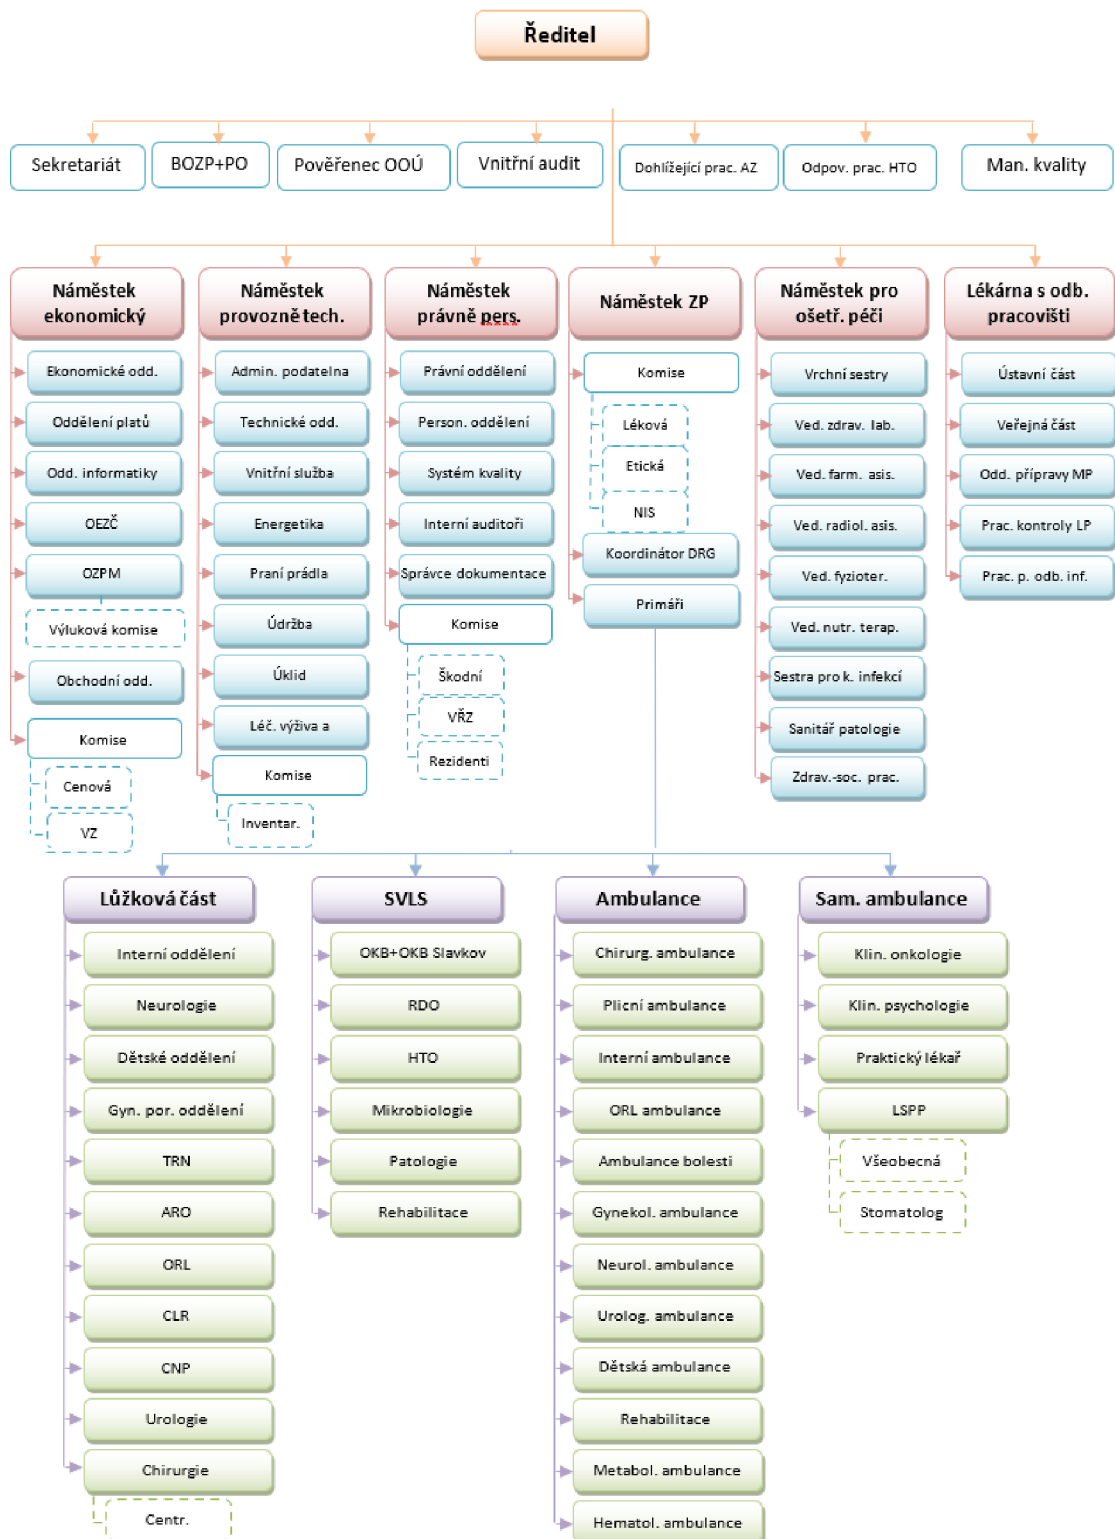 Ředitel
Sekretariát
BOZP+PO
Pověřenec OOÚ
Vnitřní audit
Dohlížející prac. AZ
Odpov. prac. HTO
Man. kvality
Náměstek
ekonomický
Ekonomické odd.
Oddělení platů
Odd. informatiky
OEZČ
OZPM
Výluková komise
Obchodní odd.
Komise
Cenová
VZ
Náměstek
provozně tech.
Admin. podatelna
Technické odd.
Vnitřní služba
Energetika
Praní prádla
Údržba
Úklid
Léč. výživa a
Komise
Inventar.
Náměstek
právně pers.
Právní oddělení
Person. oddělení
Systém kvality
Interní auditoři
Správce dokumentace
Komise
Škodní
VŘZ
Rezidenti
Náměstek ZP
Komise
Léková
Etická
NIS
Koordinátor DRG
Primáři
Náměstek pro
ošetř. péči
Vrchní sestry
Ved. zdrav. lab.
Ved. farm. asis.
Ved. radiol. asis.
Ved. fyzioter.
Ved. nutr. terap.
Sestra pro k. infekcí
Sanitář patologie
Zdrav.-soc. prac.
Lékárna s odb.
pracovišti
Ústavní část
Veřejná část
Odd. přípravy MP
Prac. kontroly LP
Prac. p. odb. inf.
Lůžková část
Interní oddělení
Neurologie
Dětské oddělení
Gyn. por. oddělení
TRN
ARO
ORL
CLR
CNP
Urologie
Chirurgie
Centr.
SVLS
OKB+OKB Slavkov
RDO
HTO
Mikrobiologie
Patologie
Rehabilitace
Ambulance
Chirurg. ambulance
Plicní ambulance
Interní ambulance
ORL ambulance
Ambulance bolesti
Gynekol. ambulance
Neurol. ambulance
Urolog. ambulance
Dětská ambulance
Rehabilitace
Metabol. ambulance
Hematol. ambulance
Sam. ambulance
Klin. onkologie
Klin. psychologie
Praktický lékař
LSPP
Všeobecná
Stomatolog